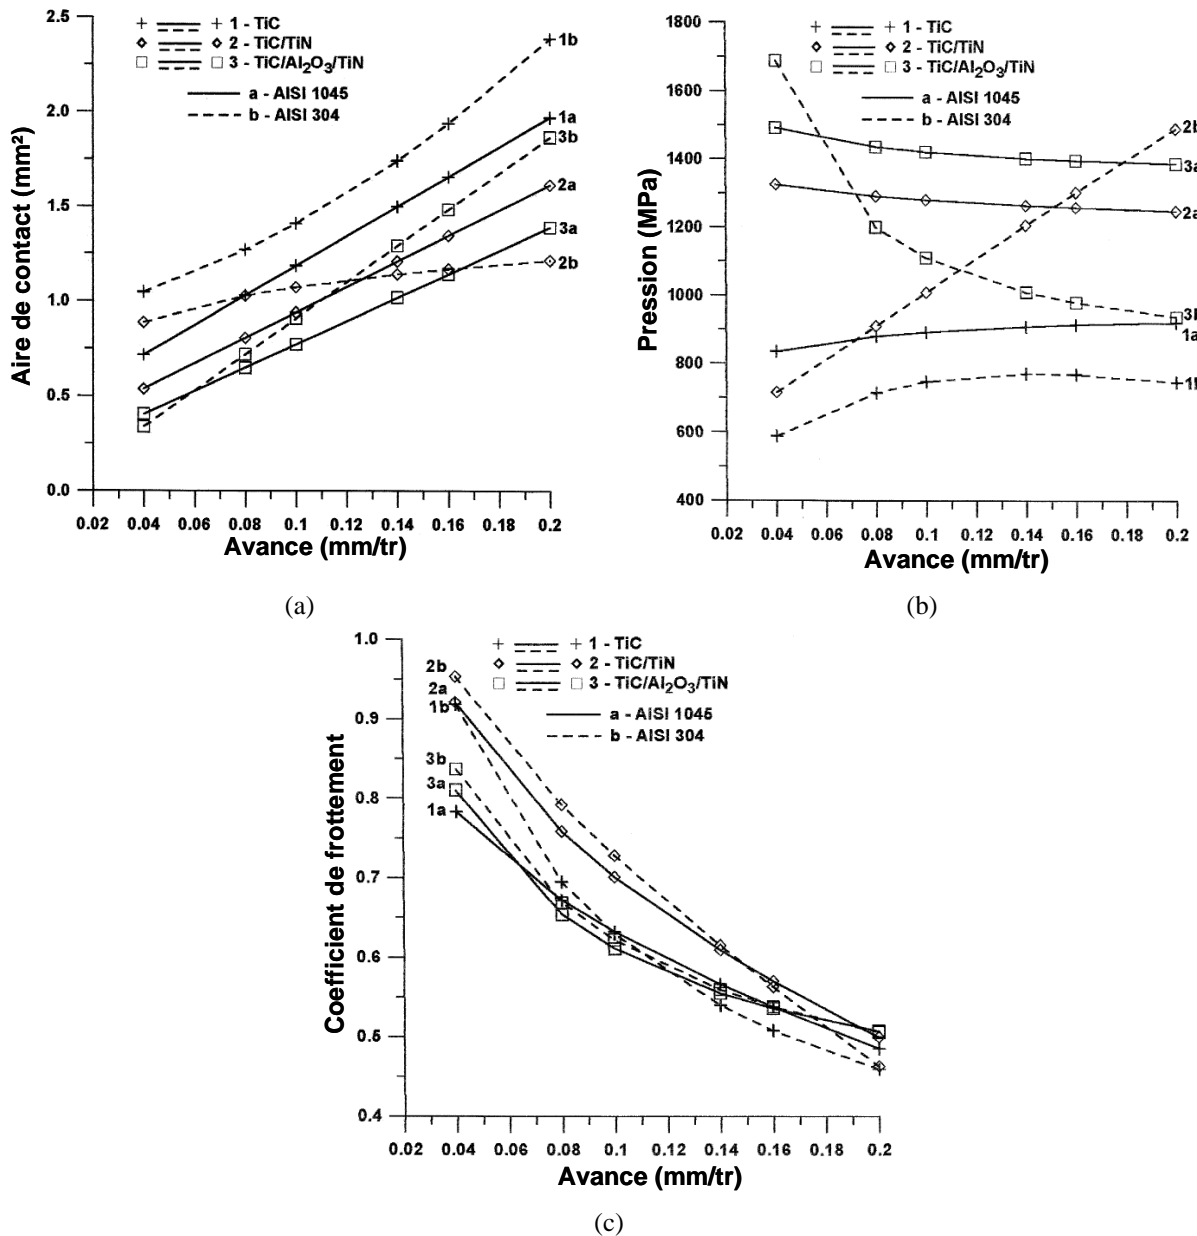 2.5
2.0
1.5
1.0
0.5
0.0
Aire de contact (mm²)
1 - TiC
2 - TiC/TiN
3 - TiC/Al₂O₃/TiN
a - AISI 1045
b - AISI 304
1b
1a
3b
2a
3a
2b
0.02 0.04 0.06 0.08 0.1 0.12 0.14 0.16 0.18 0.2
Avance (mm/tr)
(a)
1800
1600
1400
1200
1000
800
600
400
Pression (MPa)
1 - TiC
2 - TiC/TiN
3 - TiC/Al₂O₃/TiN
a - AISI 1045
b - AISI 304
2b
3a
2a
3b
1a
1b
0.02 0.04 0.06 0.08 0.1 0.12 0.14 0.16 0.18 0.2
Avance (mm/tr)
(b)
1.0
0.9
0.8
0.7
0.6
0.5
0.4
Coefficient de frottement
1 - TiC
2 - TiC/TiN
3 - TiC/Al₂O₃/TiN
a - AISI 1045
b - AISI 304
2b
2a
1b
3b
3a
1a
0.02 0.04 0.06 0.08 0.1 0.12 0.14 0.16 0.18 0.2
Avance (mm/tr)
(c)